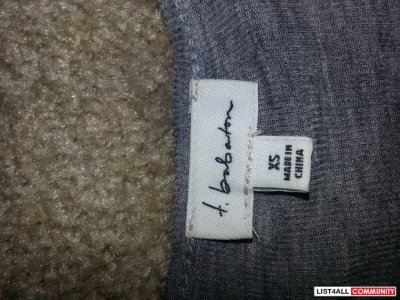 t. babaton
XS
MADE IN
CHINA
LIST4ALL COMMUNITY